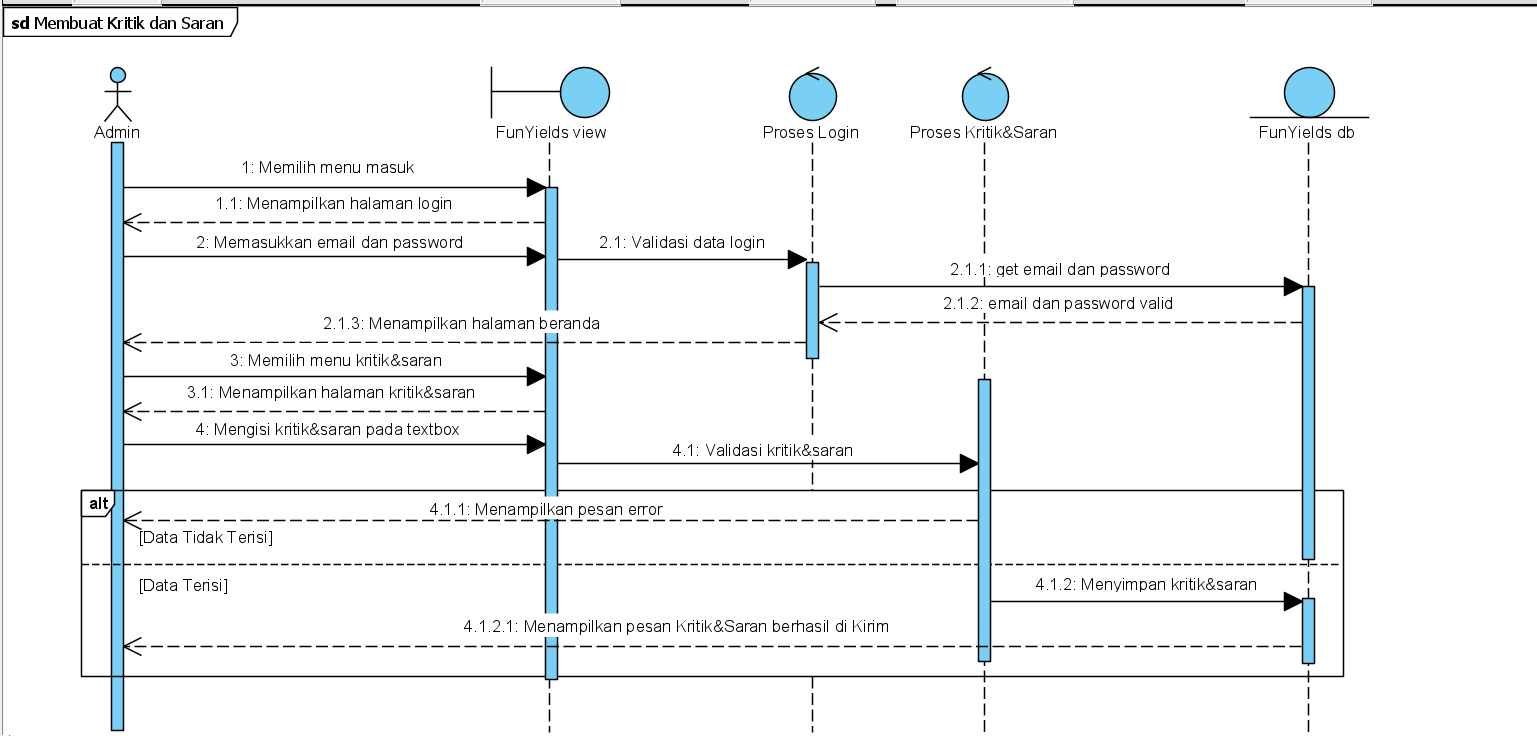 sd Membuat Kritik dan Saran
Admin
FunYields view
Proses Login
Proses Kritik&Saran
FunYields db
1: Memilih menu masuk
1.1: Menampilkan halaman login
2: Memasukkan email dan password
2.1: Validasi data login
2.1.1: get email dan password
2.1.2: email dan password valid
2.1.3: Menampilkan halaman beranda
3: Memilih menu kritik&saran
3.1: Menampilkan halaman kritik&saran
4: Mengisi kritik&saran pada textbox
4.1: Validasi kritik&saran
alt
4.1.1: Menampilkan pesan error
[Data Tidak Terisi]
[Data Terisi]
4.1.2: Menyimpan kritik&saran
4.1.2.1: Menampilkan pesan Kritik&Saran berhasil di Kirim